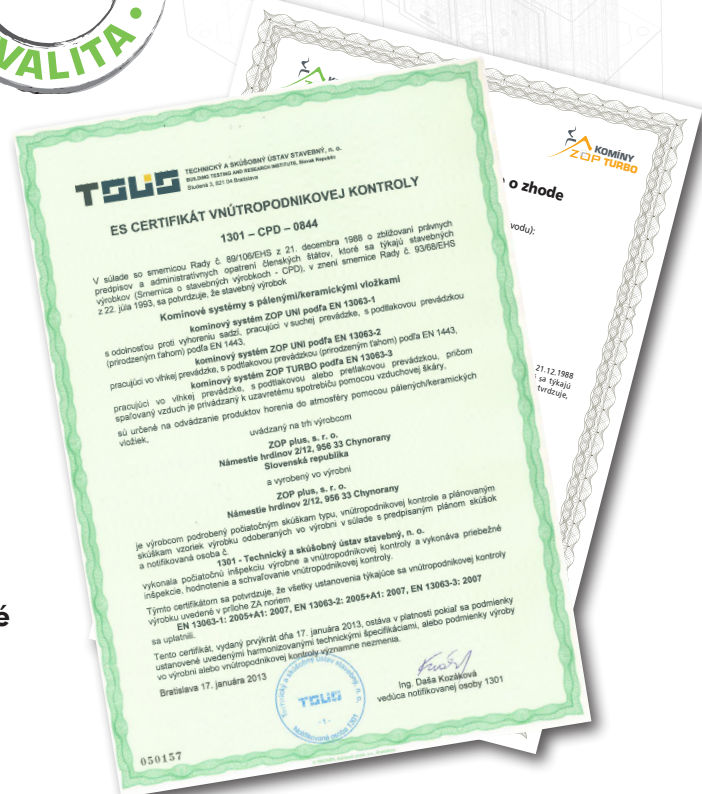 VALITA
TSUS
TECHNICKÝ A SKÚŠOBNÝ ÚSTAV STAVEBNÝ, n. o.
BUILDING TESTING AND RESEARCH INSTITUTE, Slovak Republic
Studená 3, 821 04 Bratislava
ES CERTIFIKÁT VNÚTROPODNIKOVEJ KONTROLY
1301 – CPD – 0844
V súlade so smernicou Rady č. 89/106/EHS z 21. decembra 1988 o zbližovaní právnych
predpisov a administratívnych opatrení členských štátov, ktoré sa týkajú stavebných
výrobkov (Smernica o stavebných výrobkoch - CPD), v znení smernice Rady č. 93/68/EHS
z 22. júla 1993, sa potvrdzuje, že stavebný výrobok
Komínové systémy s pálenými/keramickými vložkami
komínový systém ZOP UNI podľa EN 13063-1
s odolnosťou proti vyhoreniu sadzí, pracujúci v suchej prevádzke, s podtlakovou prevádzkou
(prirodzeným ťahom) podľa EN 1443,
komínový systém ZOP UNI podľa EN 13063-2
pracujúci vo vlhkej prevádzke, s podtlakovou prevádzkou (prirodzeným ťahom) podľa EN 1443,
komínový systém ZOP TURBO podľa EN 13063-3
pracujúci vo vlhkej prevádzke, s podtlakovou alebo pretlakovou prevádzkou, pričom
spaľovaný vzduch je privádzaný k uzavretému spotrebiču pomocou vzduchovej škáry,
sú určené na odvádzanie produktov horenia do atmosféry pomocou pálených/keramických
vložiek,
uvádzaný na trh výrobcom
ZOP plus, s. r. o.
Námestie hrdinov 2/12, 956 33 Chynorany
Slovenská republika
a vyrobený vo výrobni
ZOP plus, s. r. o.
Námestie hrdinov 2/12, 956 33 Chynorany
je výrobcom podrobený počiatočným skúškam typu, vnútropodnikovej kontrole a plánovaným
skúškam vzoriek výrobku odoberaných vo výrobni v súlade s predpísaným plánom skúšok
a notifikovaná osoba č.
1301 - Technický a skúšobný ústav stavebný, n. o.
vykonala počiatočnú inšpekciu výrobne a vnútropodnikovej kontroly a vykonáva priebežné
inšpekcie, hodnotenie a schvaľovanie vnútropodnikovej kontroly.
Týmto certifikátom sa potvrdzuje, že všetky ustanovenia týkajúce sa vnútropodnikovej kontroly
výrobku uvedené v prílohe ZA noriem
EN 13063-1: 2005+A1: 2007, EN 13063-2: 2005+A1: 2007, EN 13063-3: 2007
sa uplatnili.
Tento certifikát, vydaný prvýkrát dňa 17. januára 2013, ostáva v platnosti pokiaľ sa podmienky
ustanovené uvedenými harmonizovanými technickými špecifikáciami, alebo podmienky výroby
vo výrobni alebo vnútropodnikovej kontroly významne nezmenia.
Bratislava 17. januára 2013
Technický a skúšobný ústav stavebný, n. o.
TSUS
-1-
Notifikovaná osoba 1301
Ing. Daša Kozáková
vedúca notifikovanej osoby 1301
050157
KOMÍNY
ZOP TURBO
o zhode
vodu):
21.12.1988
sa týkajú
tvrdzuje,
é